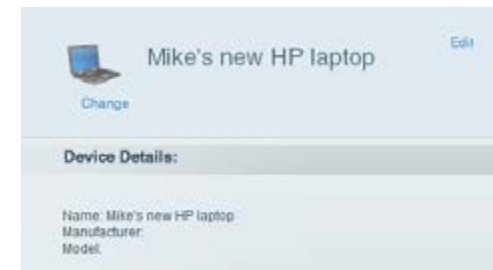 Mike's new HP laptop
Edit
Change
Device Details:
Name: Mike's new HP laptop
Manufacturer:
Model: